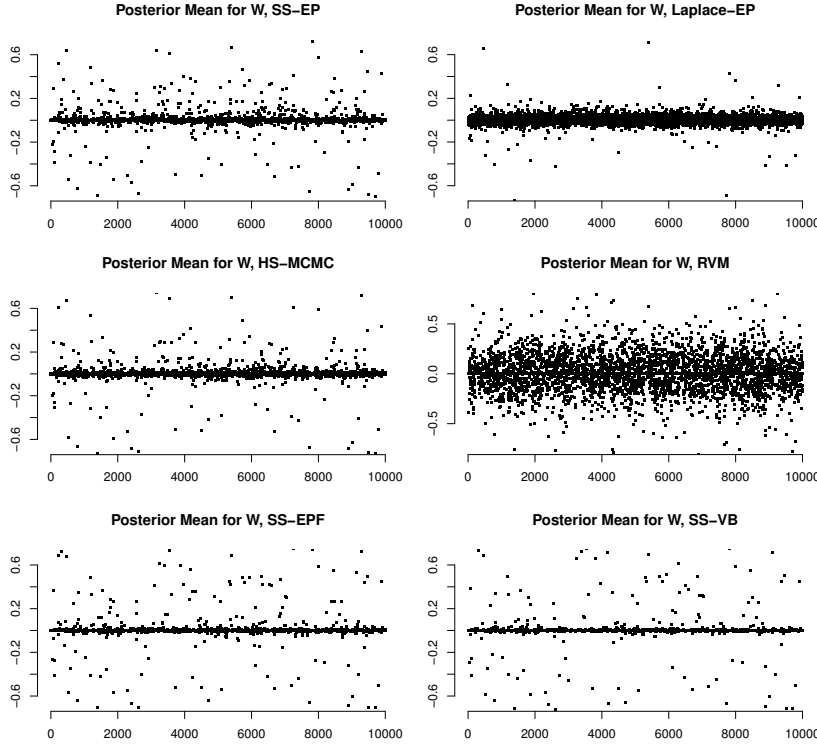 Posterior Mean for W, SS−EP
0.6
0.2
−0.2
−0.6
0 2000 4000 6000 8000 10000
Posterior Mean for W, Laplace−EP
0.6
0.2
−0.2
−0.6
0 2000 4000 6000 8000 10000
Posterior Mean for W, HS−MCMC
0.6
0.2
−0.2
−0.6
0 2000 4000 6000 8000 10000
Posterior Mean for W, RVM
0.5
0.0
−0.5
0 2000 4000 6000 8000 10000
Posterior Mean for W, SS−EPF
0.6
0.2
−0.2
−0.6
0 2000 4000 6000 8000 10000
Posterior Mean for W, SS−VB
0.6
0.2
−0.2
−0.6
0 2000 4000 6000 8000 10000